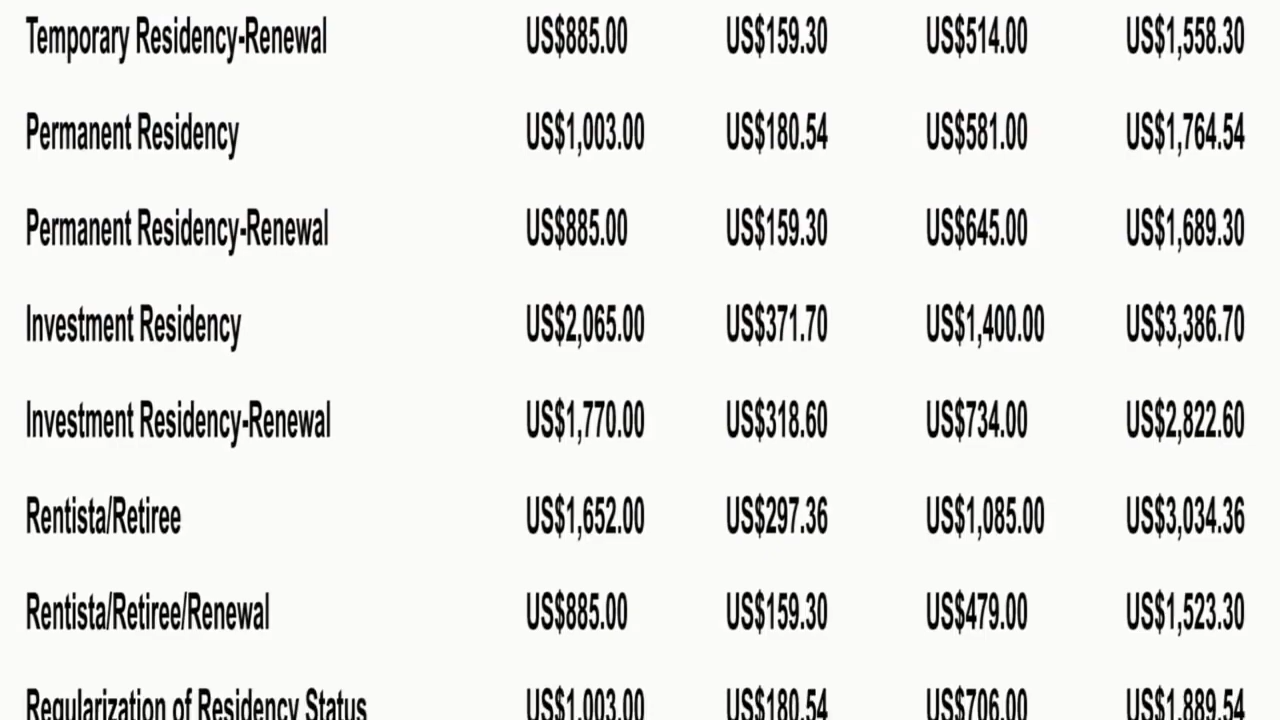 Temporary Residency-Renewal US$885.00 US$159.30 US$514.00 US$1,558.30
Permanent Residency US$1,003.00 US$180.54 US$581.00 US$1,764.54
Permanent Residency-Renewal US$885.00 US$159.30 US$645.00 US$1,689.30
Investment Residency US$2,065.00 US$371.70 US$1,400.00 US$3,386.70
Investment Residency-Renewal US$1,770.00 US$318.60 US$734.00 US$2,822.60
Rentista/Retiree US$1,652.00 US$297.36 US$1,085.00 US$3,034.36
Rentista/Retiree/Renewal US$885.00 US$159.30 US$479.00 US$1,523.30
Regularization of Residency Status US$1,003.00 US$180.54 US$706.00 US$1,889.54